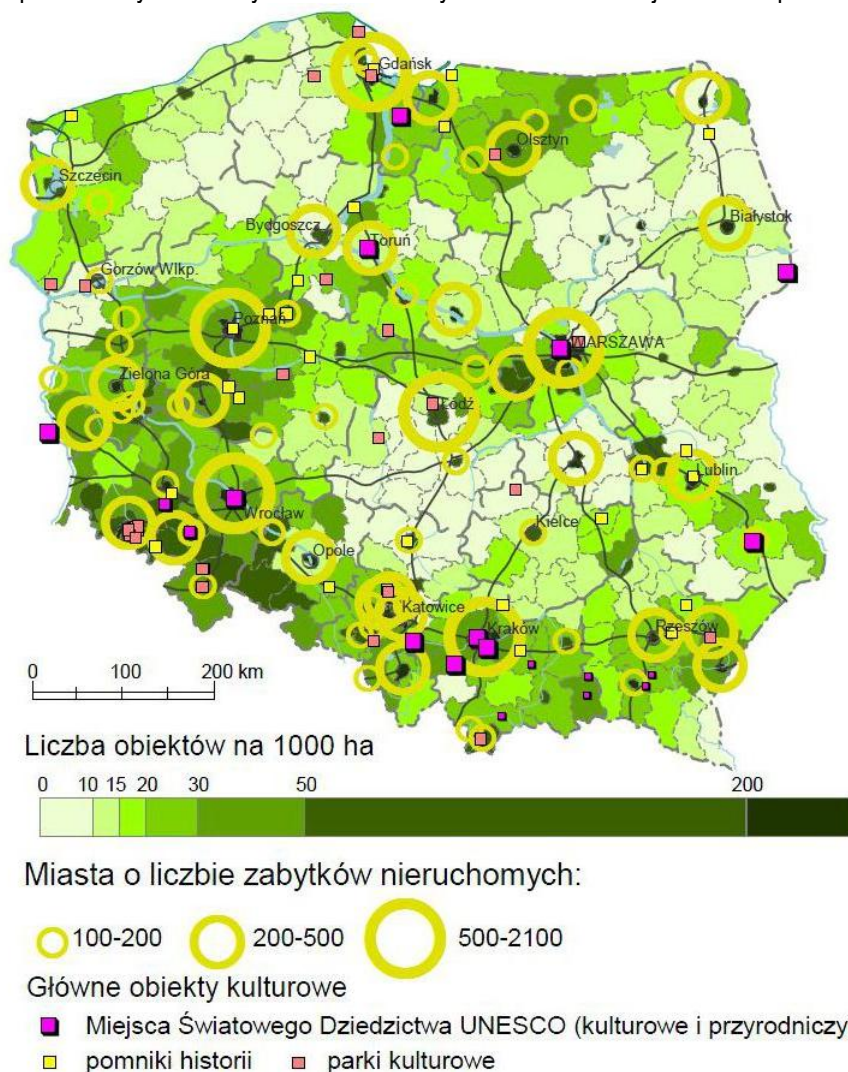 Gdańsk
Olsztyn
Szczecin
Bydgoszcz
Białystok
Toruń
Gorzów Wlkp.
Poznań
WARSZAWA
Zielona Góra
Łódź
Lublin
Wrocław
Kielce
Opole
Katowice
Kraków
Rzeszów
0 100 200 km
Liczba obiektów na 1000 ha
0 10 15 20 30 50 200
Miasta o liczbie zabytków nieruchomych:
100-200 200-500 500-2100
Główne obiekty kulturowe
Miejsca Światowego Dziedzictwa UNESCO (kulturowe i przyrodniczy
pomniki historii parki kulturowe